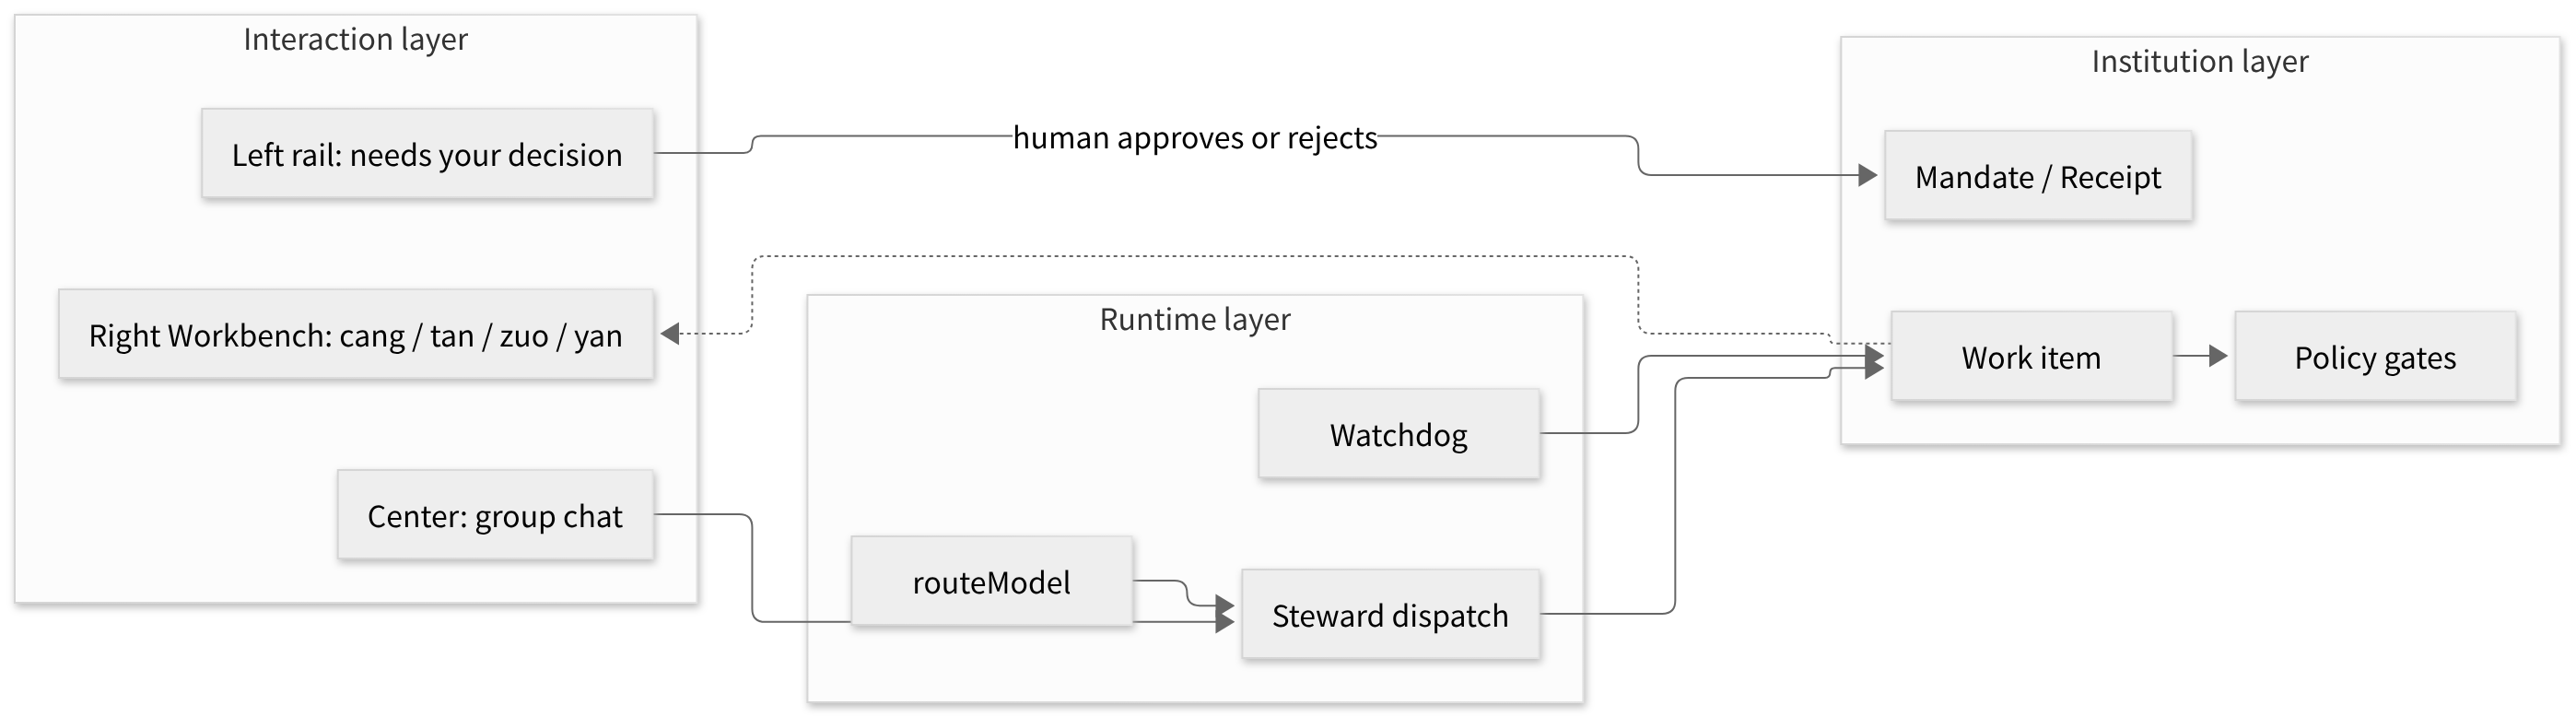 Interaction layer
Left rail: needs your decision
Right Workbench: cang / tan / zuo / yan
Center: group chat
human approves or rejects
Runtime layer
Watchdog
routeModel
Steward dispatch
Institution layer
Mandate / Receipt
Work item
Policy gates